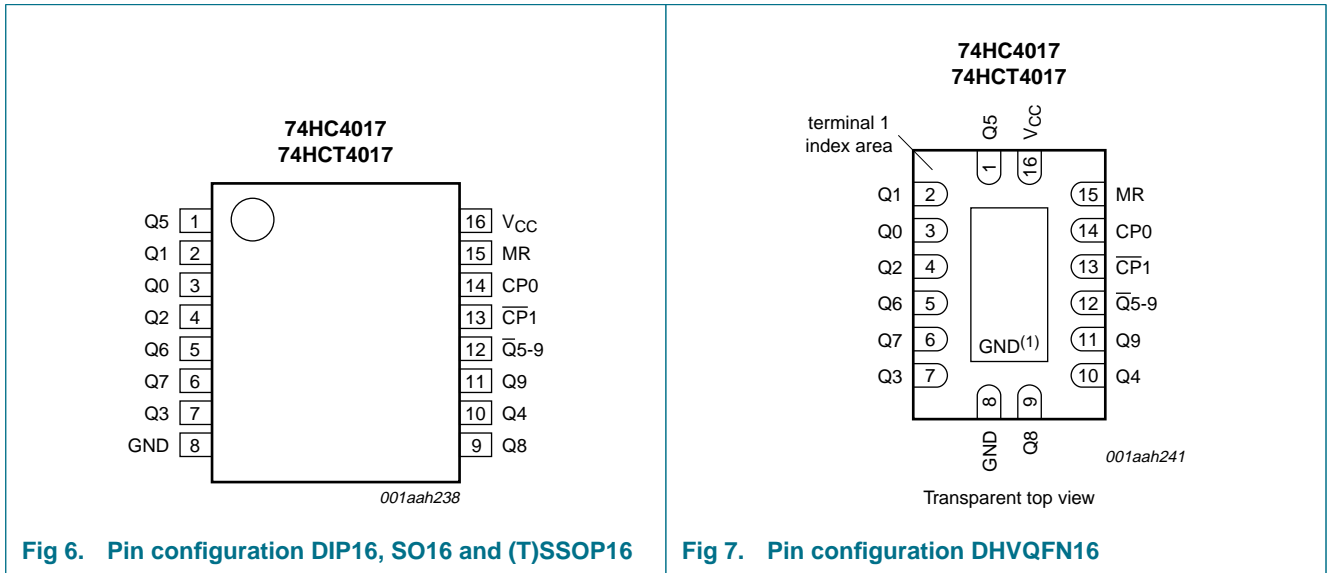 74HC4017
74HCT4017
Q5 1
Q1 2
Q0 3
Q2 4
Q6 5
Q7 6
Q3 7
GND 8
16 VCC
15 MR
14 CP0
13 C̅P̅1
12 Q̅5-9
11 Q9
10 Q4
9 Q8
001aah238
Fig 6. Pin configuration DIP16, SO16 and (T)SSOP16
74HC4017
74HCT4017
terminal 1
index area
Q5 1
VCC 16
Q1 2
Q0 3
Q2 4
Q6 5
Q7 6
Q3 7
GND(1)
15 MR
14 CP0
13 C̅P̅1
12 Q̅5-9
11 Q9
10 Q4
8 GND
9 Q8
001aah241
Transparent top view
Fig 7. Pin configuration DHVQFN16